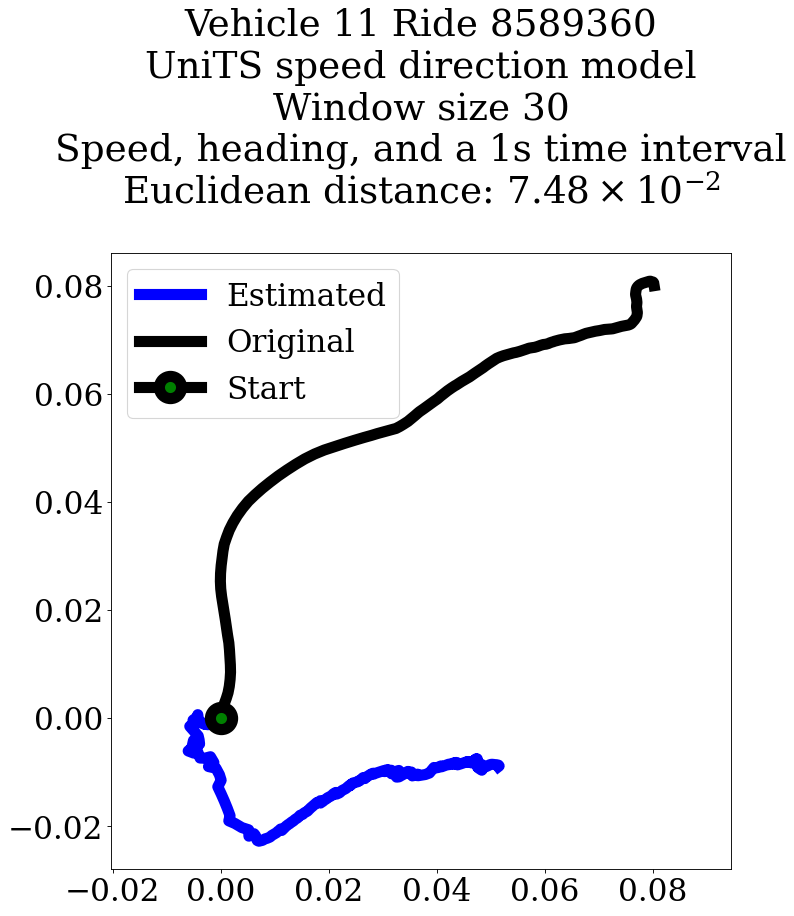 Vehicle 11 Ride 8589360
UniTS speed direction model
Window size 30
Speed, heading, and a 1s time interval
Euclidean distance: 7.48 × 10⁻²
Estimated
Original
Start
0.08
0.06
0.04
0.02
0.00
−0.02
−0.02 0.00 0.02 0.04 0.06 0.08